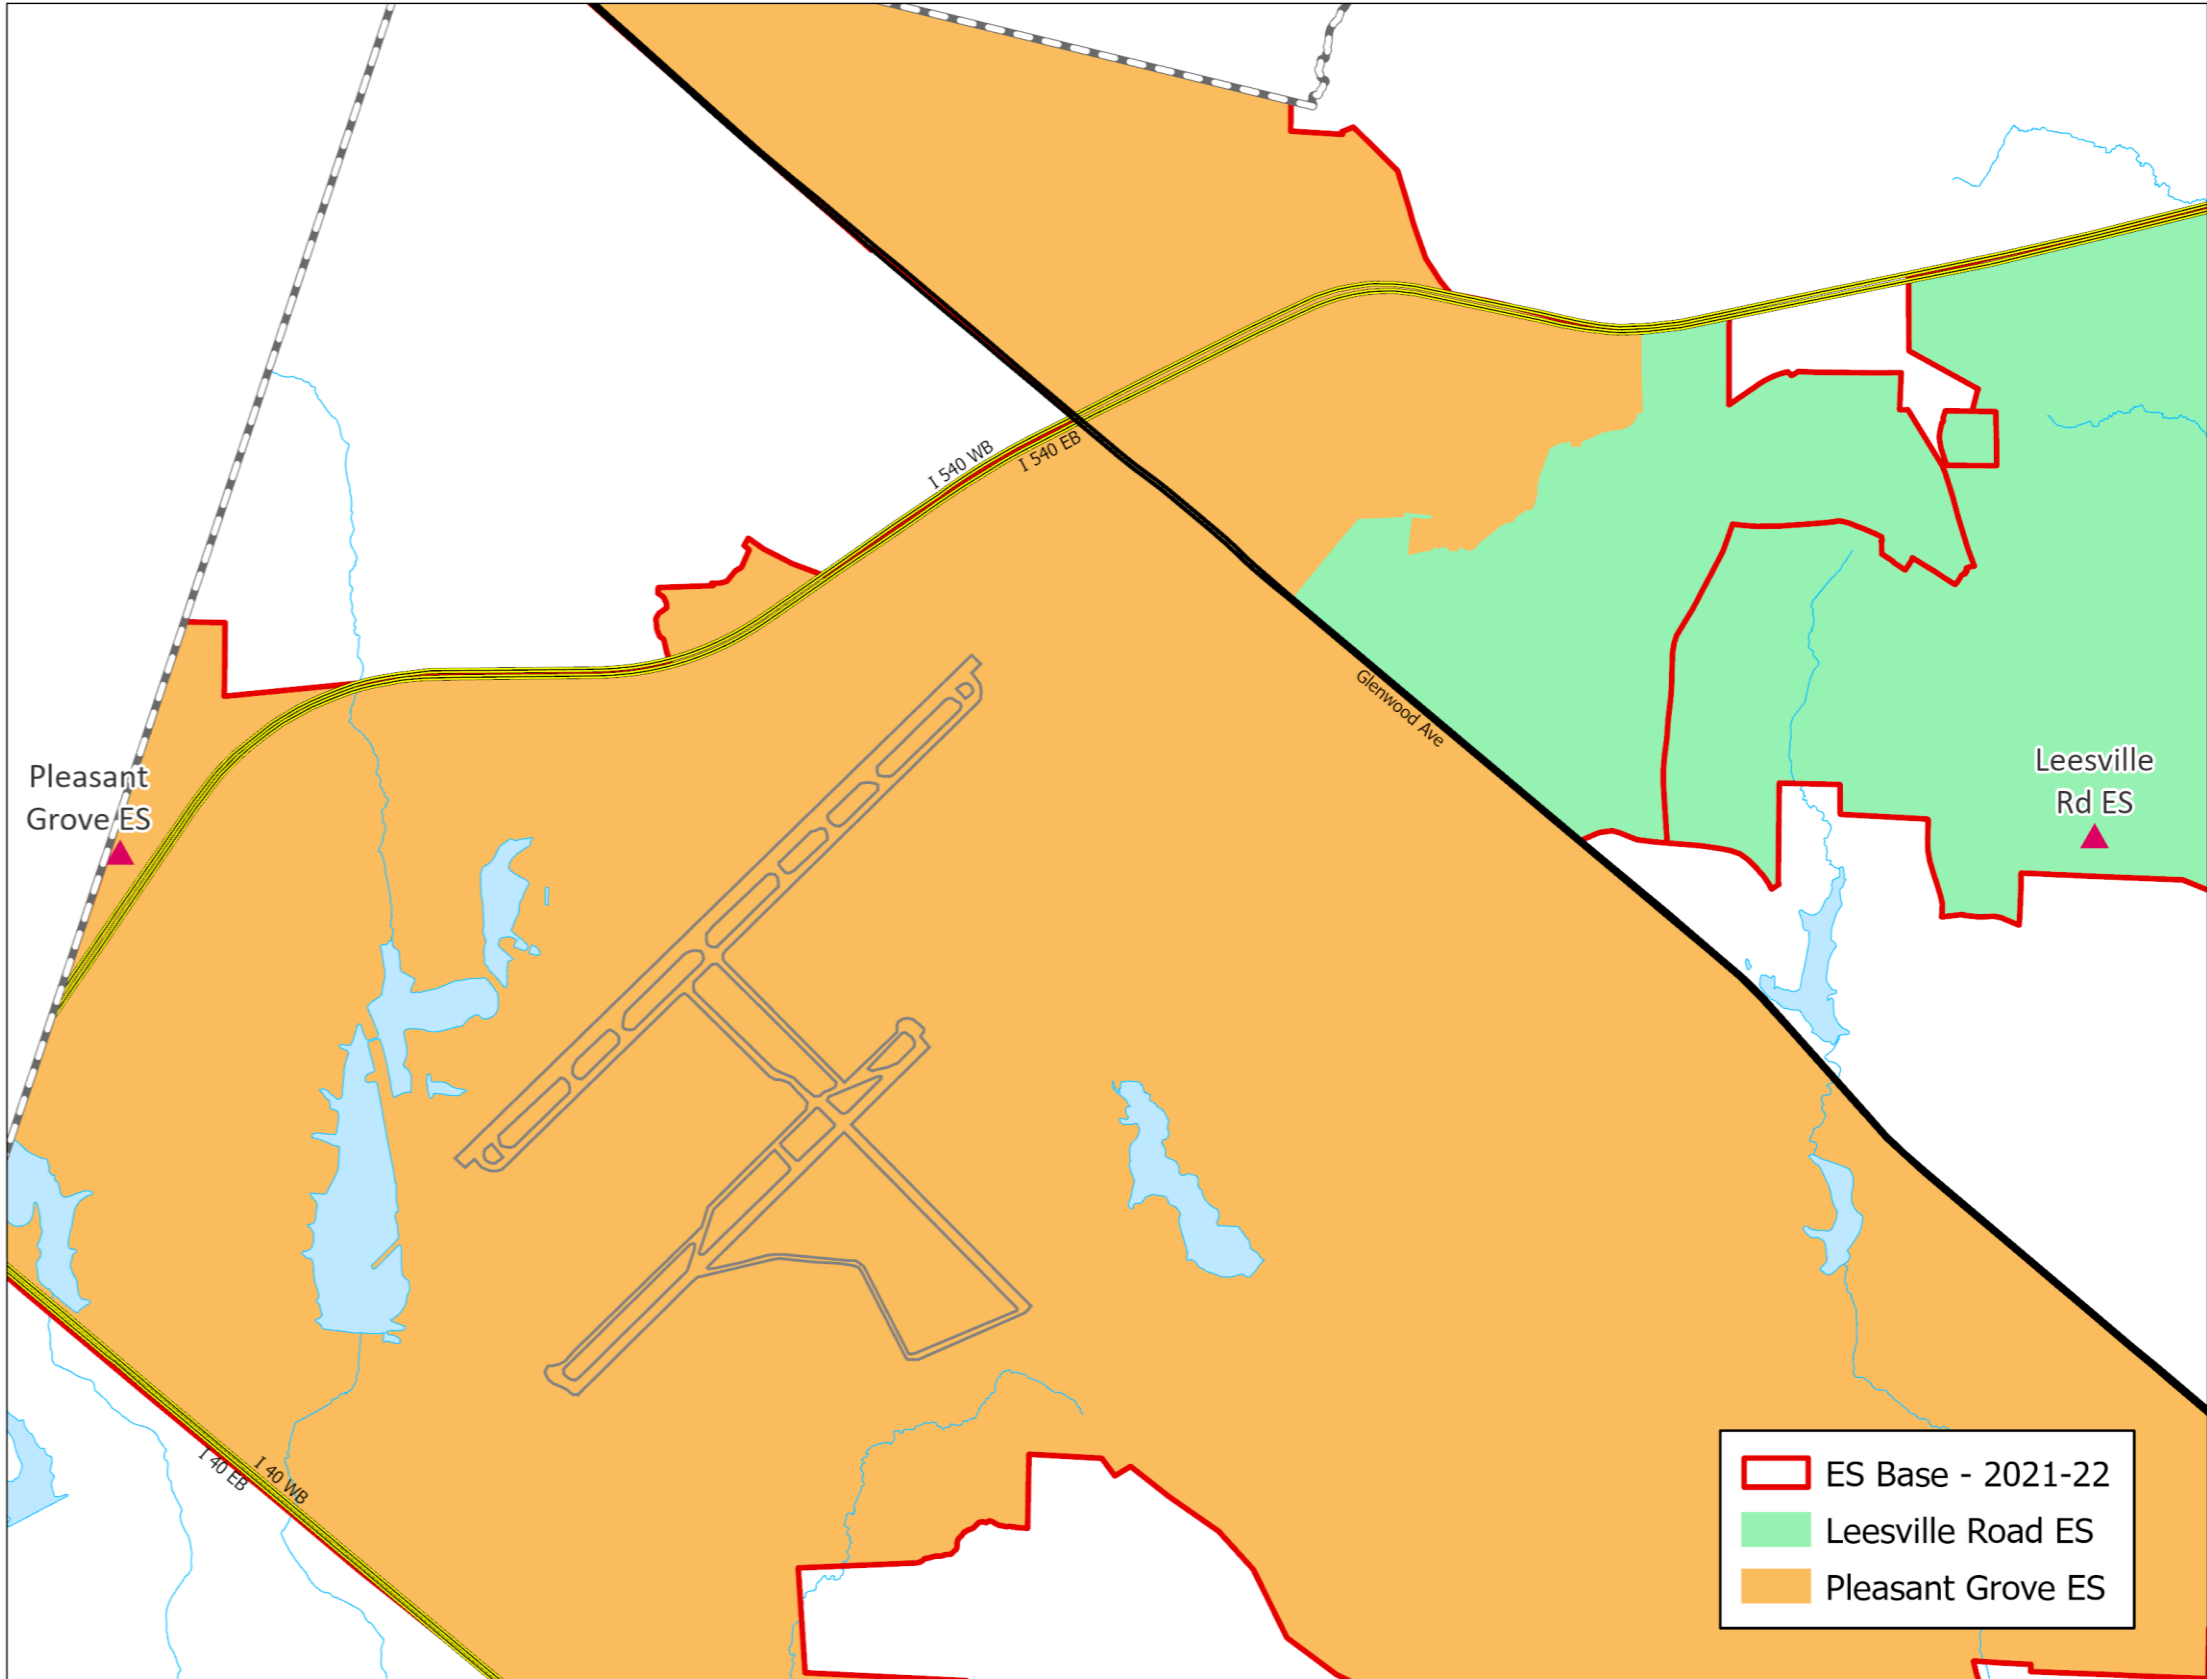 I 540 WB
I 540 EB
Glenwood Ave
Pleasant
Grove ES
Leesville
Rd ES
I 40 EB
I 40 WB
ES Base - 2021-22
Leesville Road ES
Pleasant Grove ES